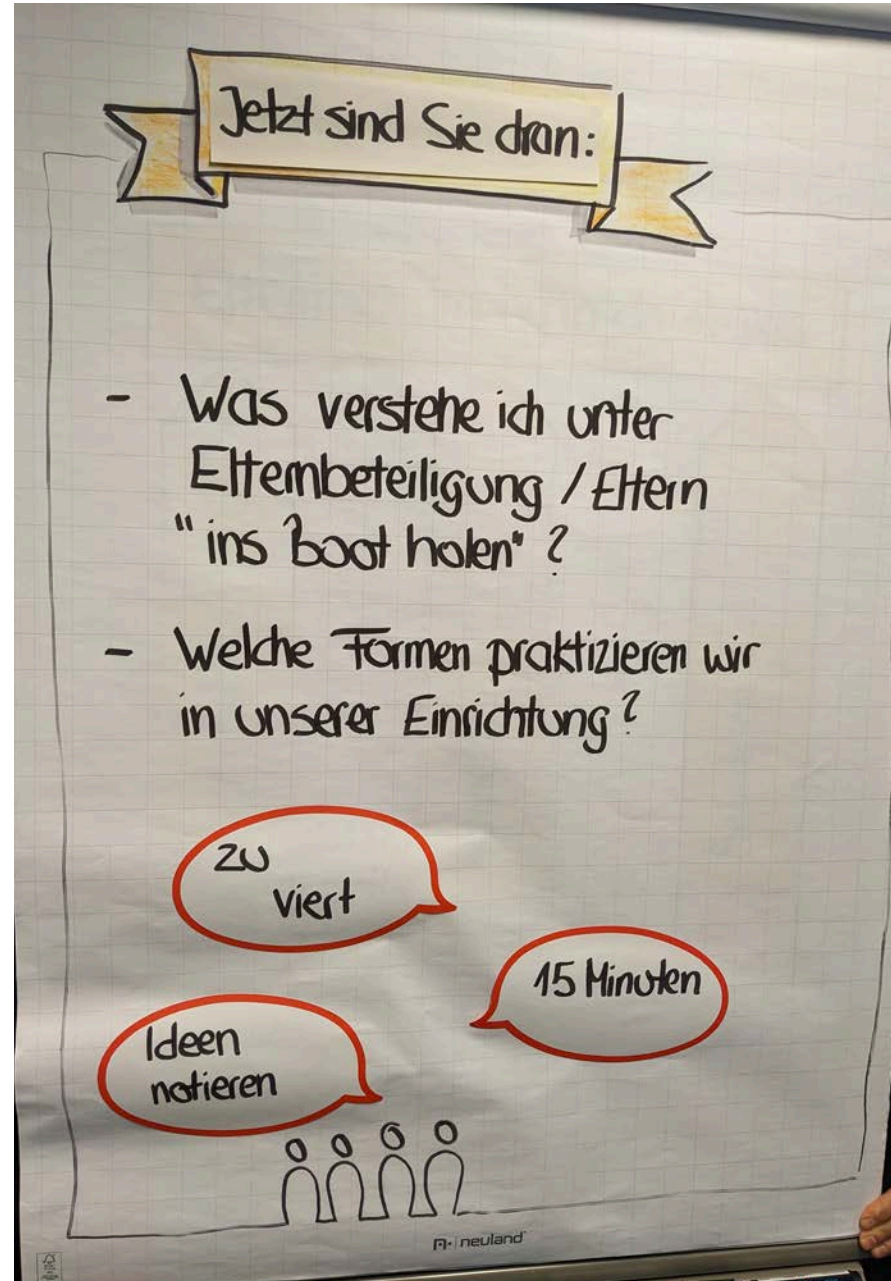 Jetzt sind Sie dran:
- Was verstehe ich unter
Elternbeteiligung / Eltern
"ins Boot holen"?
- Welche Formen praktizieren wir
in unserer Einrichtung?
zu
viert
15 Minuten
Ideen
notieren
neuland